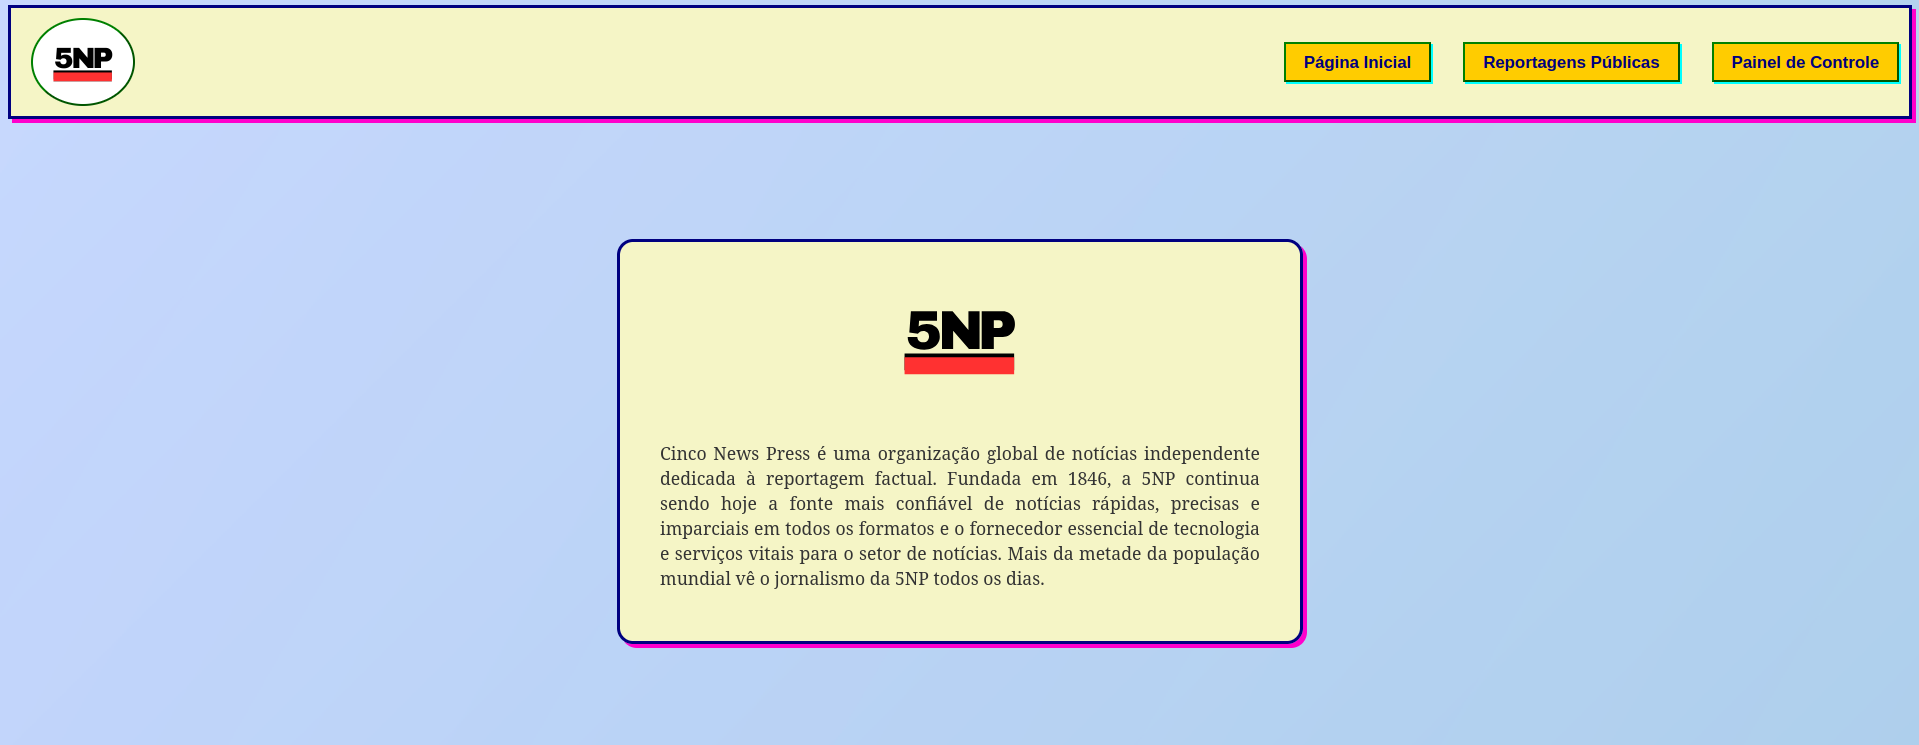 5NP
Página Inicial
Reportagens Públicas
Painel de Controle
5NP
Cinco News Press é uma organização global de notícias independente
dedicada à reportagem factual. Fundada em 1846, a 5NP continua
sendo hoje a fonte mais confiável de notícias rápidas, precisas e
imparciais em todos os formatos e o fornecedor essencial de tecnologia
e serviços vitais para o setor de notícias. Mais da metade da população
mundial vê o jornalismo da 5NP todos os dias.